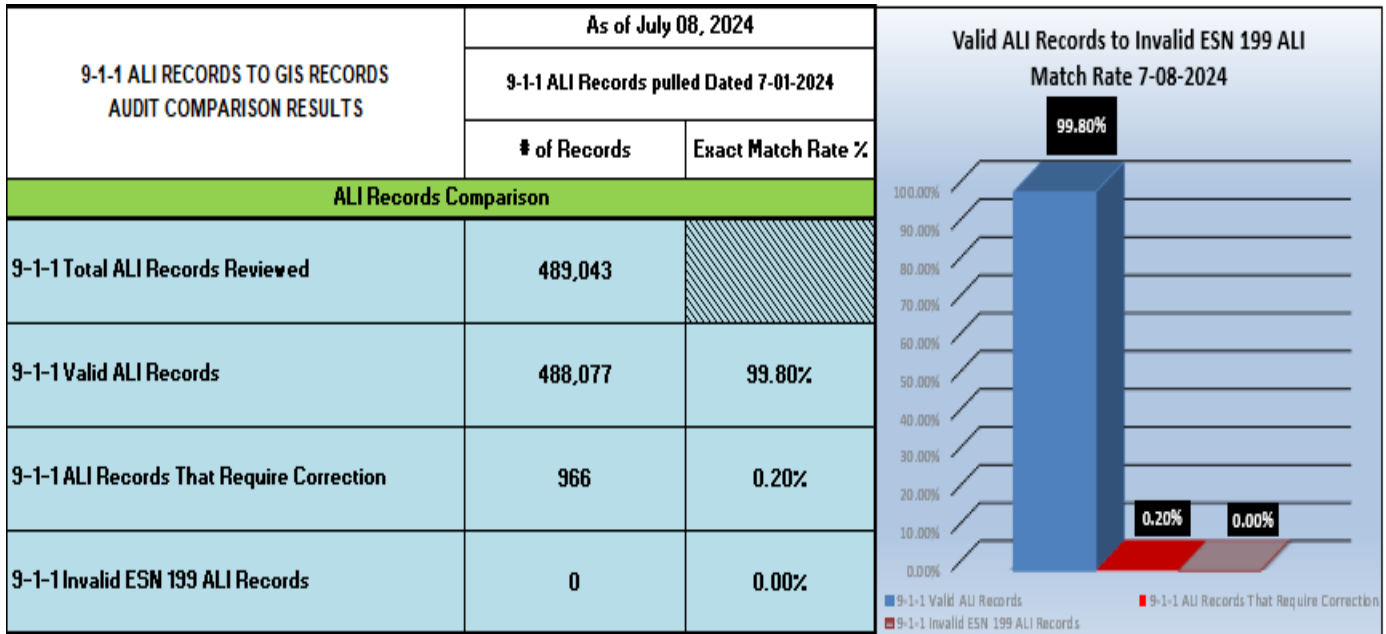 9-1-1 ALI RECORDS TO GIS RECORDS
AUDIT COMPARISON RESULTS
As of July 08, 2024
9-1-1 ALI Records pulled Dated 7-01-2024
# of Records
Exact Match Rate %
ALI Records Comparison
9-1-1 Total ALI Records Reviewed
489,043
9-1-1 Valid ALI Records
488,077
99.80%
9-1-1 ALI Records That Require Correction
966
0.20%
9-1-1 Invalid ESN 199 ALI Records
0
0.00%
Valid ALI Records to Invalid ESN 199 ALI
Match Rate 7-08-2024
99.80%
100.00%
90.00%
80.00%
70.00%
60.00%
50.00%
40.00%
30.00%
20.00%
10.00%
0.00%
0.20%
0.00%
9-1-1 Valid ALI Records
9-1-1 ALI Records That Require Correction
9-1-1 Invalid ESN 199 ALI Records